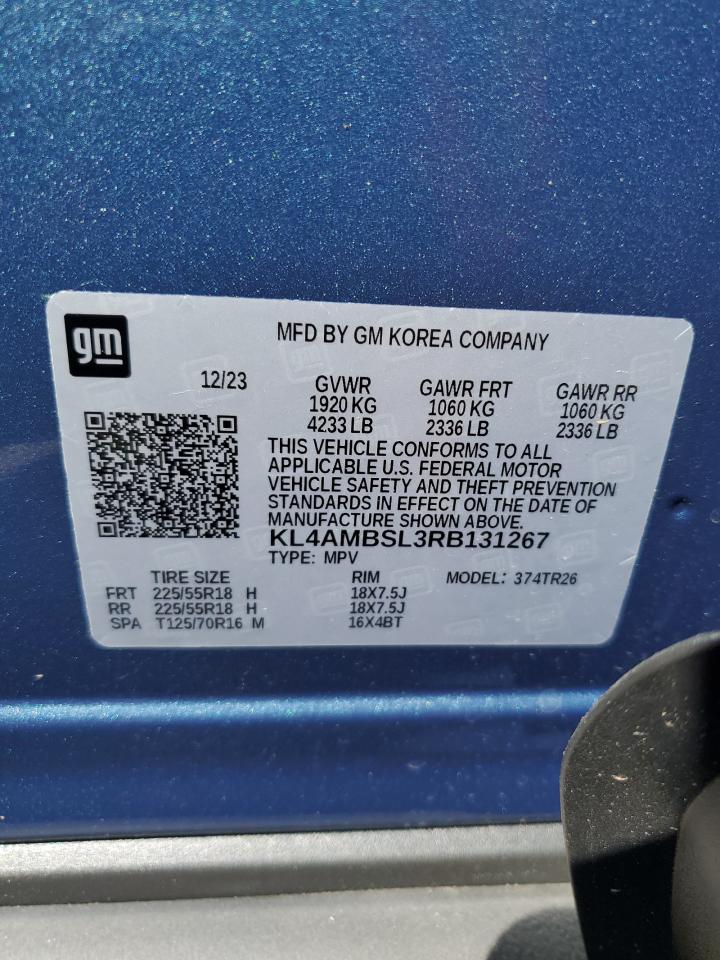 gm
MFD BY GM KOREA COMPANY
12/23 GVWR GAWR FRT GAWR RR
1920 KG 1060 KG 1060 KG
4233 LB 2336 LB 2336 LB
THIS VEHICLE CONFORMS TO ALL
APPLICABLE U.S. FEDERAL MOTOR
VEHICLE SAFETY AND THEFT PREVENTION
STANDARDS IN EFFECT ON THE DATE OF
MANUFACTURE SHOWN ABOVE.
KL4AMBSL3RB131267
TYPE: MPV
TIRE SIZE RIM MODEL: 374TR26
FRT 225/55R18 H 18X7.5J
RR 225/55R18 H 18X7.5J
SPA T125/70R16 M 16X4BT